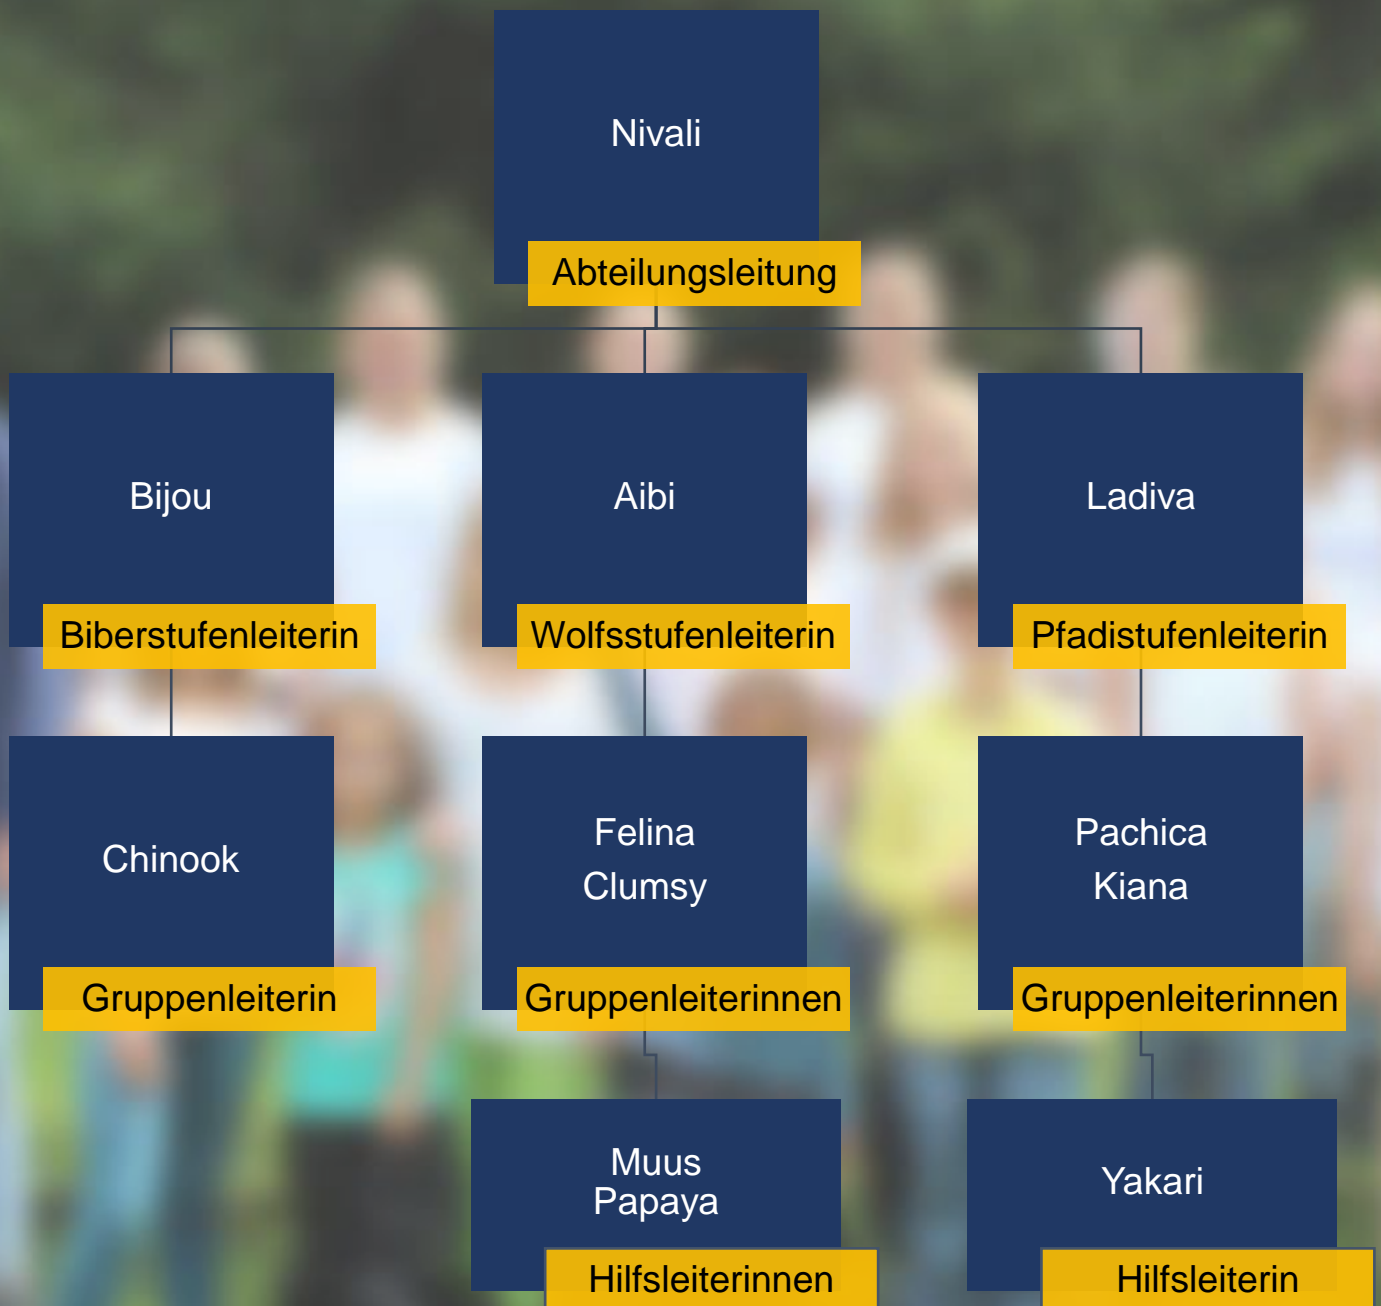 Nivali
Abteilungsleitung
Bijou
Biberstufenleiterin
Aibi
Wolfsstufenleiterin
Ladiva
Pfadistufenleiterin
Chinook
Gruppenleiterin
Felina
Clumsy
Gruppenleiterinnen
Pachica
Kiana
Gruppenleiterinnen
Muus
Papaya
Hilfsleiterinnen
Yakari
Hilfsleiterin